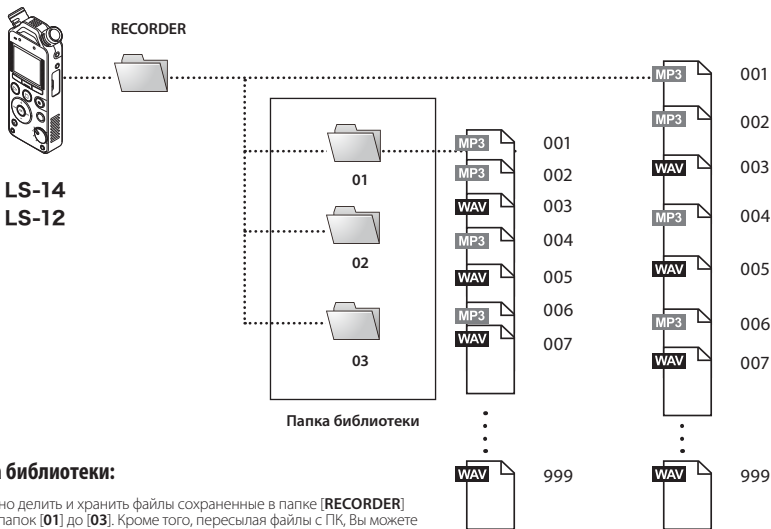 RECORDER
MP3 001
MP3 002
WAV 003
MP3 004
WAV 005
MP3 006
WAV 007
WAV 999
LS-14
LS-12
01
02
03
Папка библиотеки
MP3 001
MP3 002
WAV 003
MP3 004
WAV 005
MP3 006
WAV 007
WAV 999
библиотеки:
делить и хранить файлы сохраненные в папке [RECORDER]
папок [01] до [03]. Кроме того, пересылая файлы с ПК, Вы можете